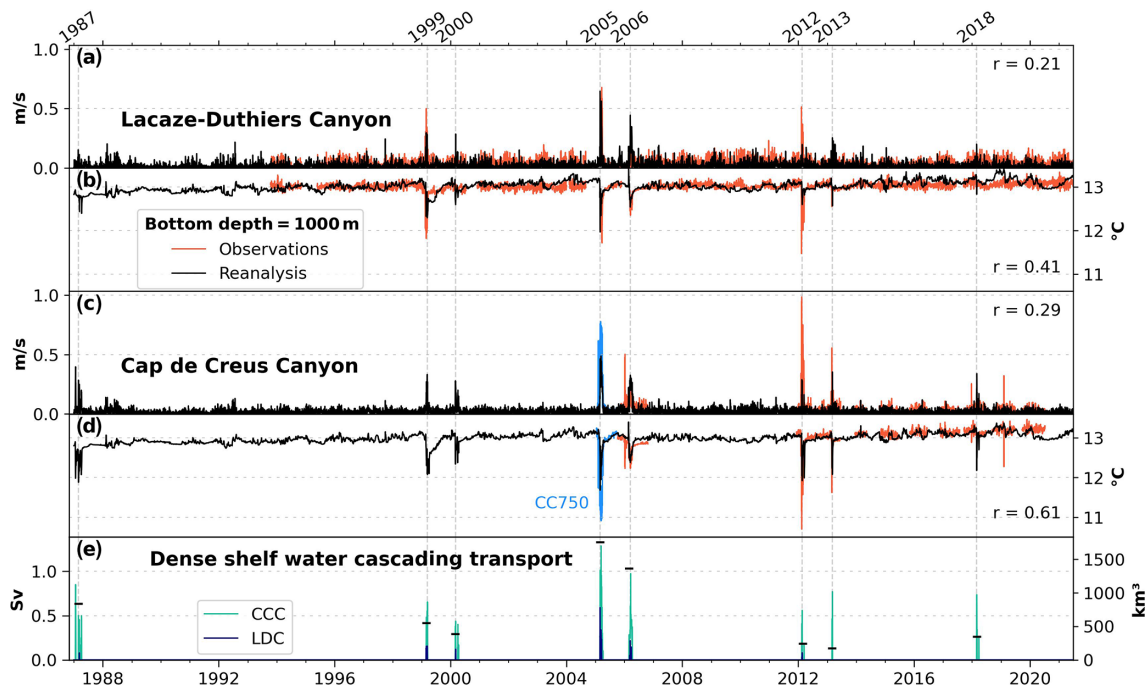 1987 1999 2000 2005 2006 2012 2013 2018
(a)
r = 0.21
1.0
m/s
0.5
0.0
Lacaze-Duthiers Canyon
(b)
13
12
11
°C
Bottom depth = 1000 m
Observations
Reanalysis
r = 0.41
(c)
r = 0.29
1.0
m/s
0.5
0.0
Cap de Creus Canyon
(d)
13
12
11
°C
CC750
r = 0.61
(e)
Dense shelf water cascading transport
1.0
Sv
0.5
0.0
CCC
LDC
1500
1000
500
0
km³
1988 1992 1996 2000 2004 2008 2012 2016 2020